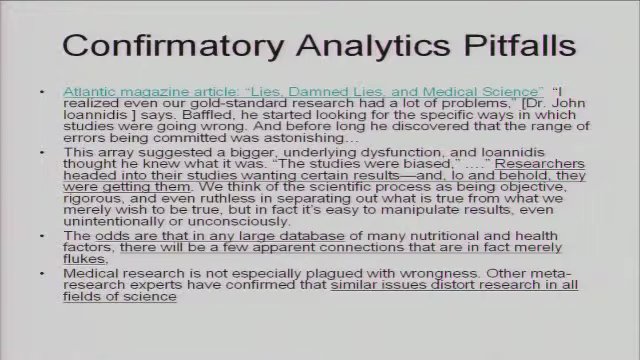 Confirmatory Analytics Pitfalls
• Atlantic magazine article: “Lies, Damned Lies, and Medical Science” “I
realized even our gold-standard research had a lot of problems,” [Dr. John
Ioannidis ] says. Baffled, he started looking for the specific ways in which
studies were going wrong. And before long he discovered that the range of
errors being committed was astonishing…
• This array suggested a bigger, underlying dysfunction, and Ioannidis
thought he knew what it was. “The studies were biased,” ….” Researchers
headed into their studies wanting certain results—and, lo and behold, they
were getting them. We think of the scientific process as being objective,
rigorous, and even ruthless in separating out what is true from what we
merely wish to be true, but in fact it’s easy to manipulate results, even
unintentionally or unconsciously.
• The odds are that in any large database of many nutritional and health
factors, there will be a few apparent connections that are in fact merely
flukes.
• Medical research is not especially plagued with wrongness. Other meta-
research experts have confirmed that similar issues distort research in all
fields of science